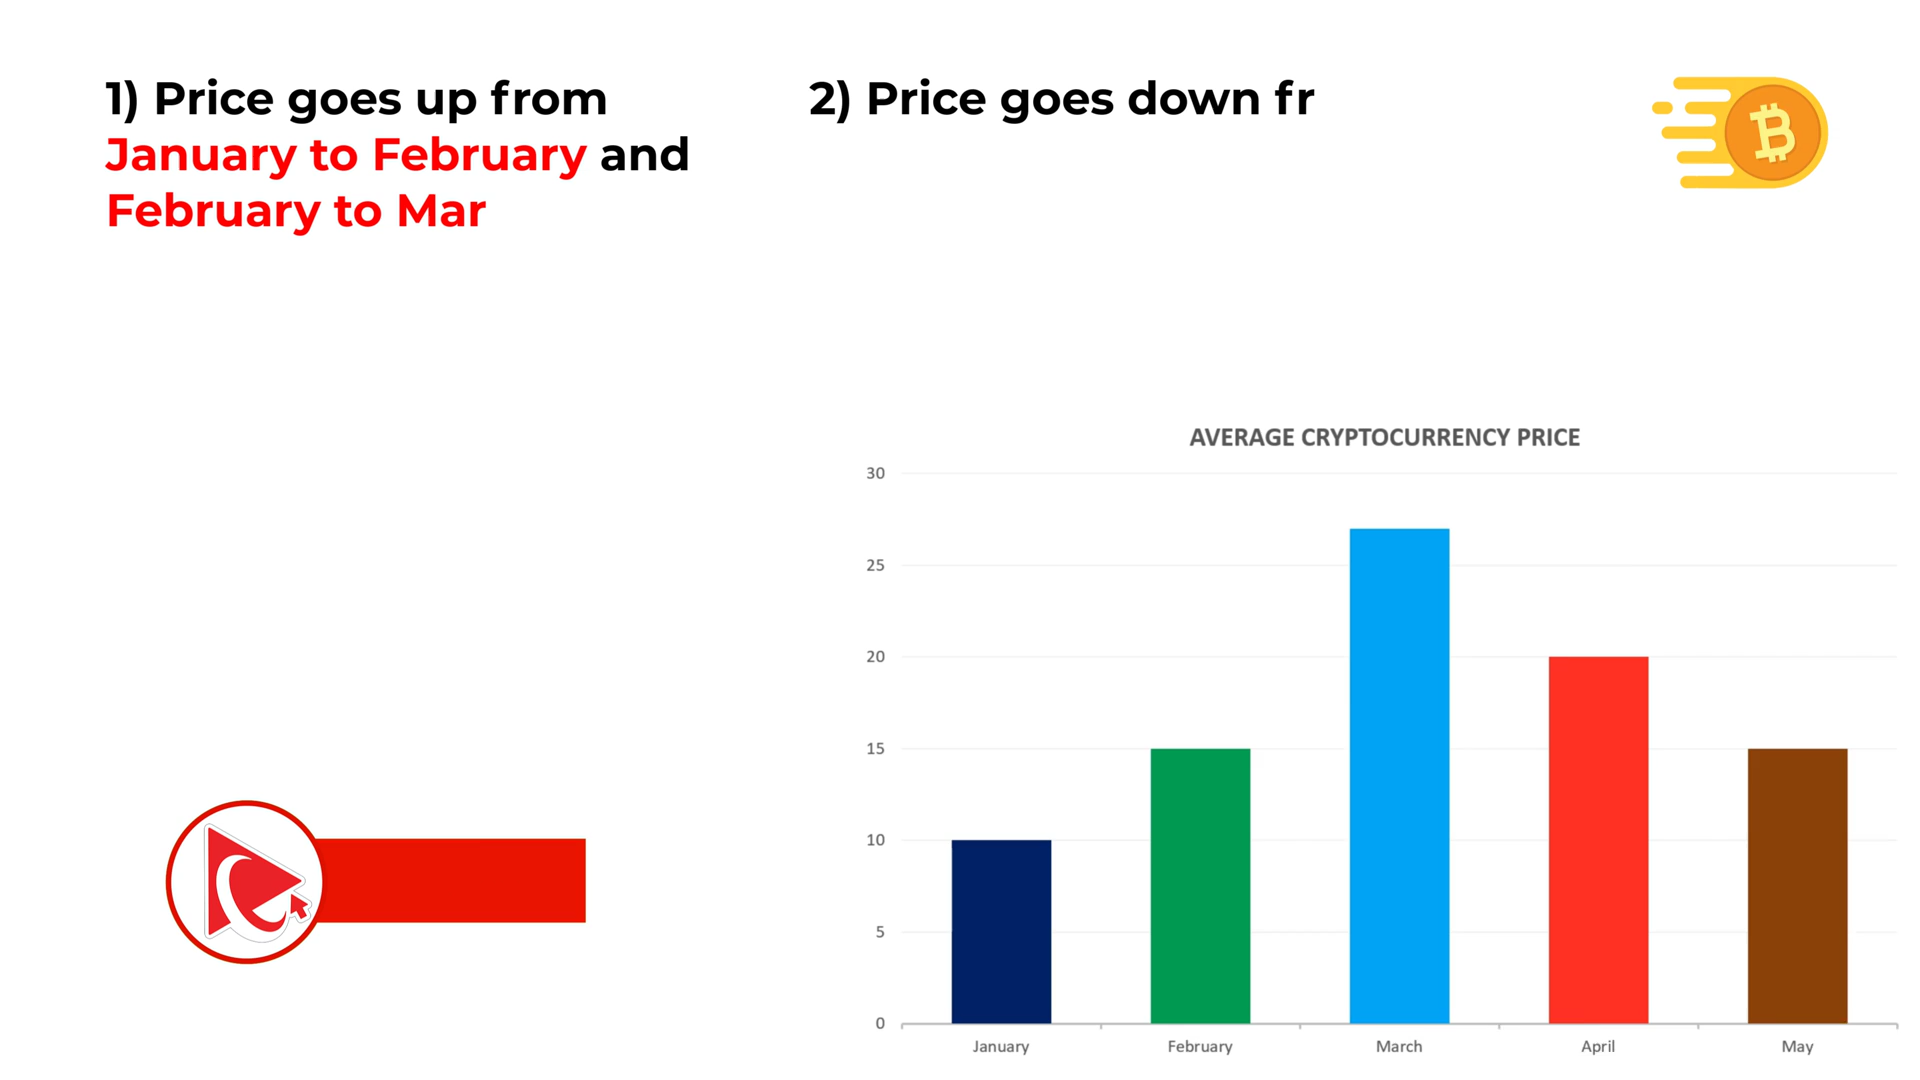 1) Price goes up from
January to February and
February to Mar
2) Price goes down fr
AVERAGE CRYPTOCURRENCY PRICE
30
25
20
15
10
5
0
January February March April May